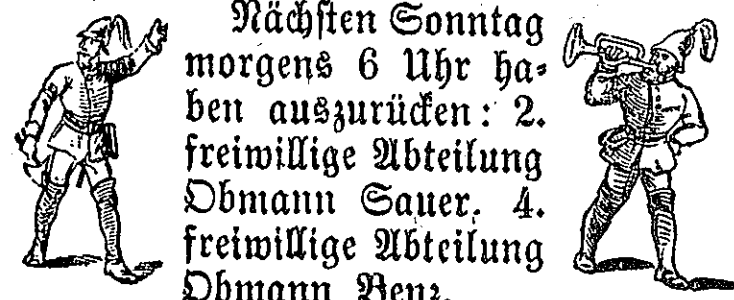 Nächsten Sonntag
morgens 6 Uhr ha-
ben auszurücken: 2.
freiwillige Abteilung
Obmann Sauer. 4.
freiwillige Abteilung
Obmann Benz.